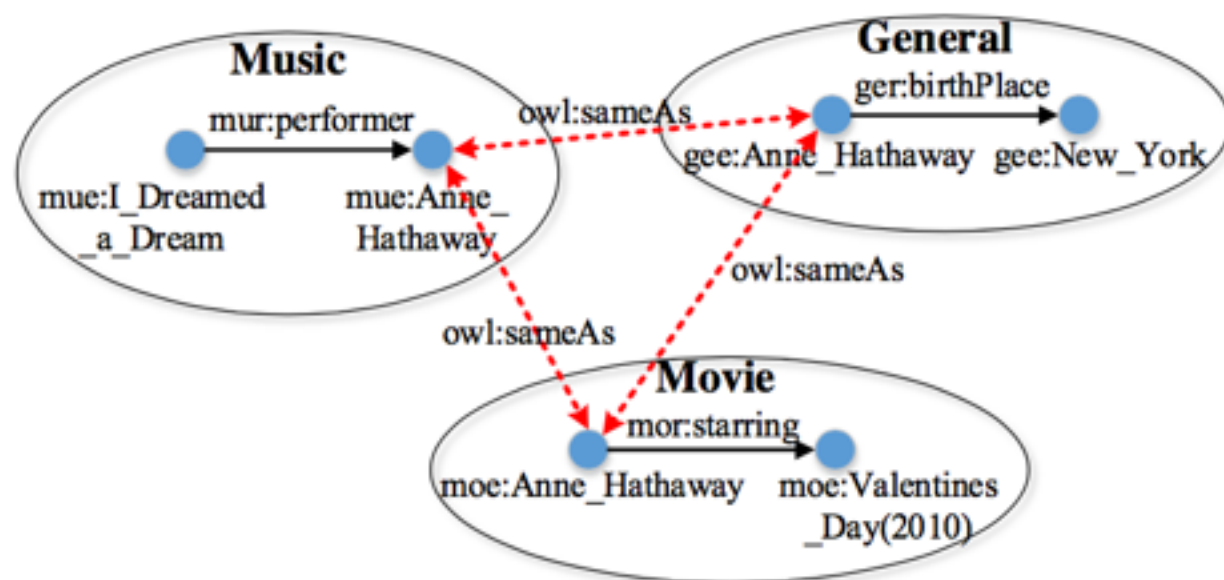 General
Music
ger:birthPlace
owl:sameAs
mur:performer
gee:Anne_Hathaway
gee:New_York
mue:I_Dreamed
_a_Dream
mue:Anne_
Hathaway
owl:sameAs
owl:sameAs
Movie
mor:starring
moe:Anne_Hathaway
moe:Valentines
_Day(2010)